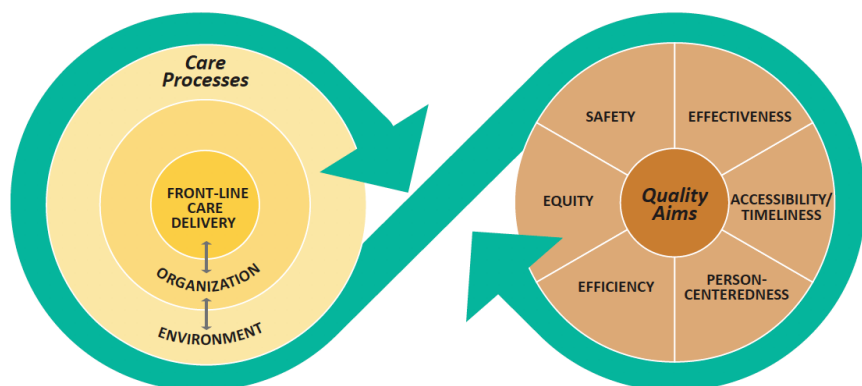 Care
Processes
FRONT-LINE
CARE
DELIVERY
ORGANIZATION
ENVIRONMENT
SAFETY
EFFECTIVENESS
EQUITY
Quality
Aims
ACCESSIBILITY/
TIMELINESS
EFFICIENCY
PERSON-
CENTEREDNESS